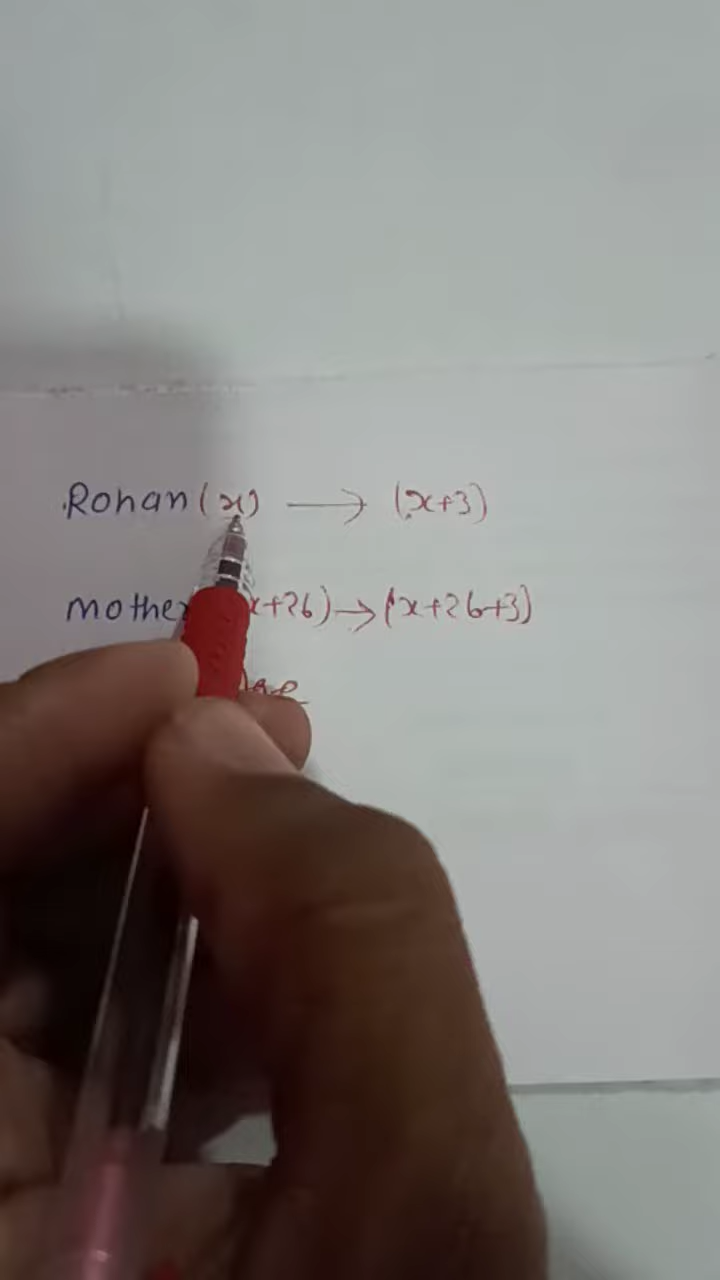 Rohan (x) → (x+3)
mother x+26) → (x+26+3)